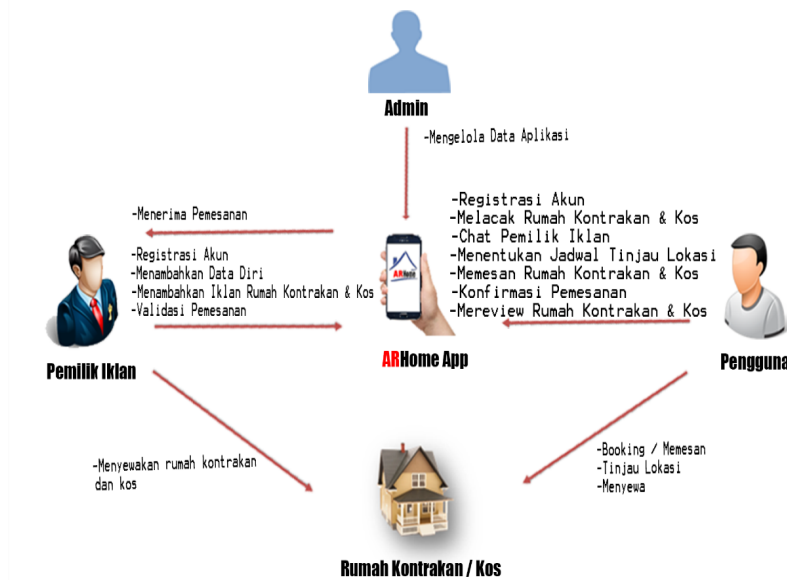 Admin
-Mengelola Data Aplikasi
-Menerima Pemesanan
-Registrasi Akun
-Menambahkan Data Diri
-Menambahkan Iklan Rumah Kontrakan & Kos
-Validasi Pemesanan
Pemilik Iklan
ARHome
ARHome App
-Registrasi Akun
-Melacak Rumah Kontrakan & Kos
-Chat Pemilik Iklan
-Menentukan Jadwal Tinjau Lokasi
-Memesan Rumah Kontrakan & Kos
-Konfirmasi Pemesanan
-Mereview Rumah Kontrakan & Kos
Pengguna
-Menyewakan rumah kontrakan
dan kos
-Booking / Memesan
-Tinjau Lokasi
-Menyewa
Rumah Kontrakan / Kos